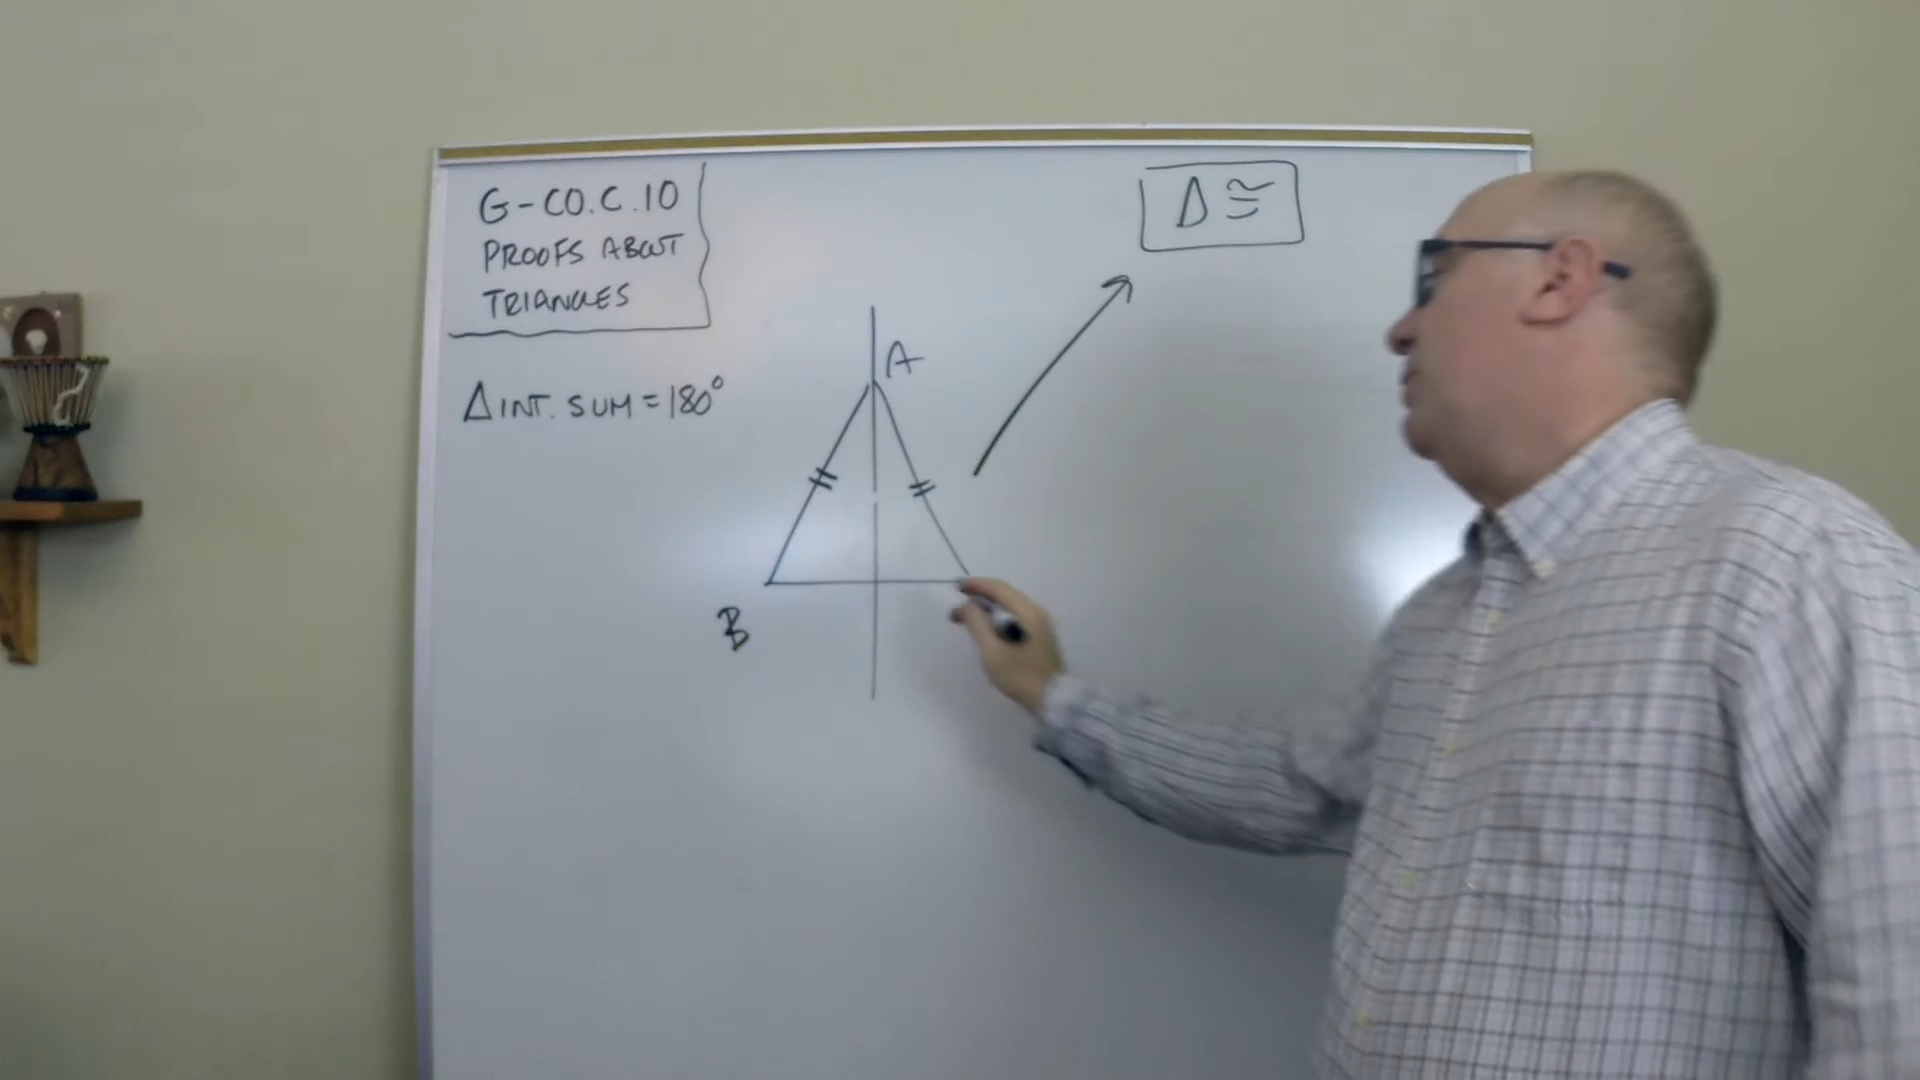 G-CO.C.10
PROOFS ABOUT
TRIANGLES
Δ ≅
A
Δ INT. SUM = 180°
B